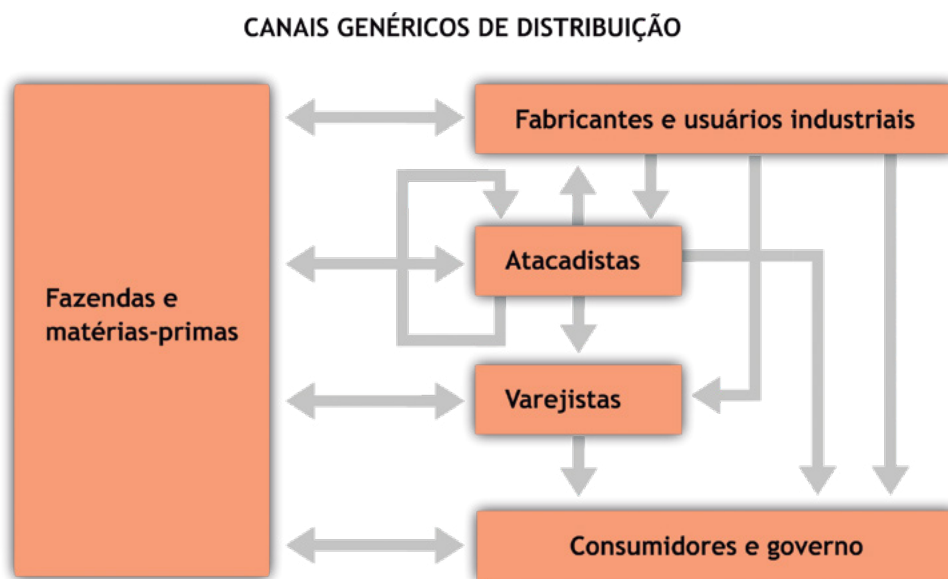 CANAIS GENÉRICOS DE DISTRIBUIÇÃO
Fabricantes e usuários industriais
Atacadistas
Fazendas e
matérias-primas
Varejistas
Consumidores e governo